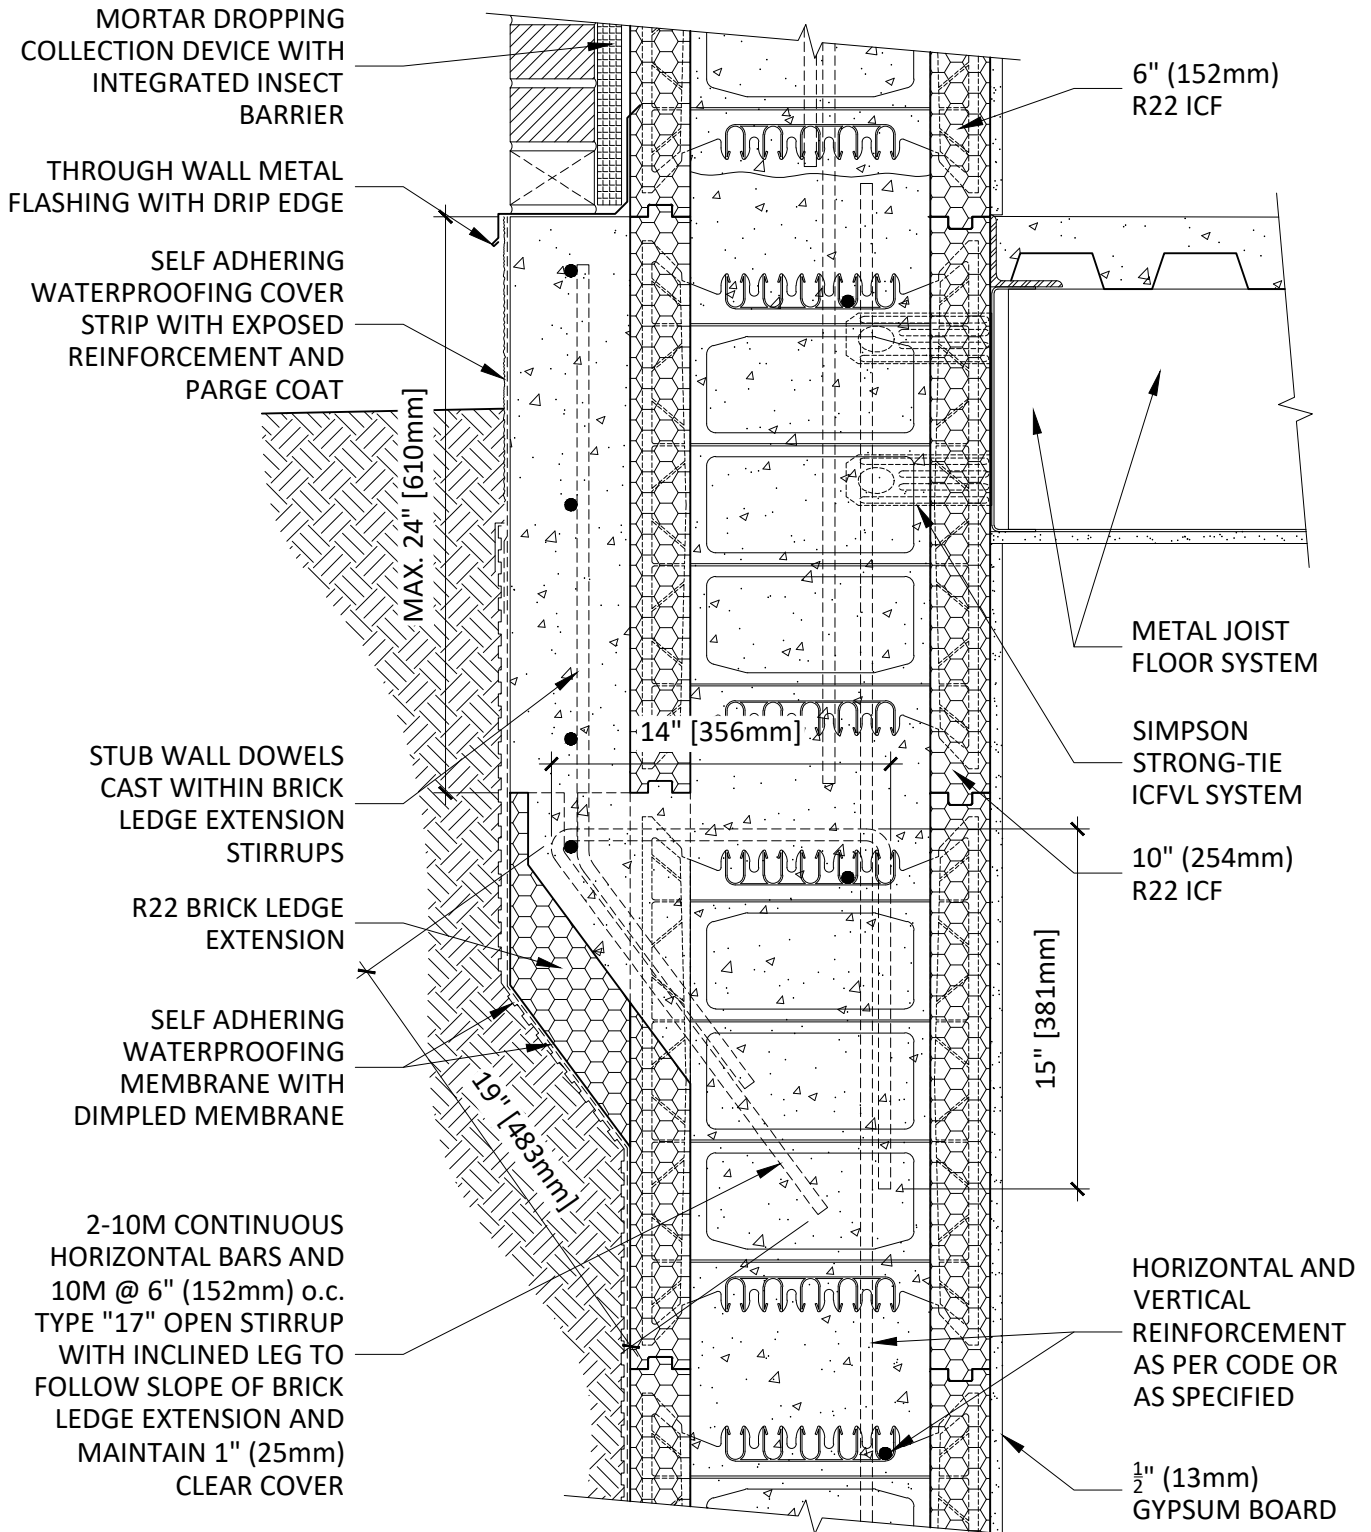 MORTAR DROPPING
COLLECTION DEVICE WITH
INTEGRATED INSECT
BARRIER
THROUGH WALL METAL
FLASHING WITH DRIP EDGE
SELF ADHERING
WATERPROOFING COVER
STRIP WITH EXPOSED
REINFORCEMENT AND
PARGE COAT
MAX. 24" [610mm]
STUB WALL DOWELS
CAST WITHIN BRICK
LEDGE EXTENSION
STIRRUPS
R22 BRICK LEDGE
EXTENSION
SELF ADHERING
WATERPROOFING
MEMBRANE WITH
DIMPLED MEMBRANE
2-10M CONTINUOUS
HORIZONTAL BARS AND
10M @ 6" (152mm) o.c.
TYPE "17" OPEN STIRRUP
WITH INCLINED LEG TO
FOLLOW SLOPE OF BRICK
LEDGE EXTENSION AND
MAINTAIN 1" (25mm)
CLEAR COVER
14" [356mm]
19" [483mm]
15" [381mm]
6" (152mm)
R22 ICF
METAL JOIST
FLOOR SYSTEM
SIMPSON
STRONG-TIE
ICFVL SYSTEM
10" (254mm)
R22 ICF
HORIZONTAL AND
VERTICAL
REINFORCEMENT
AS PER CODE OR
AS SPECIFIED
½" (13mm)
GYPSUM BOARD